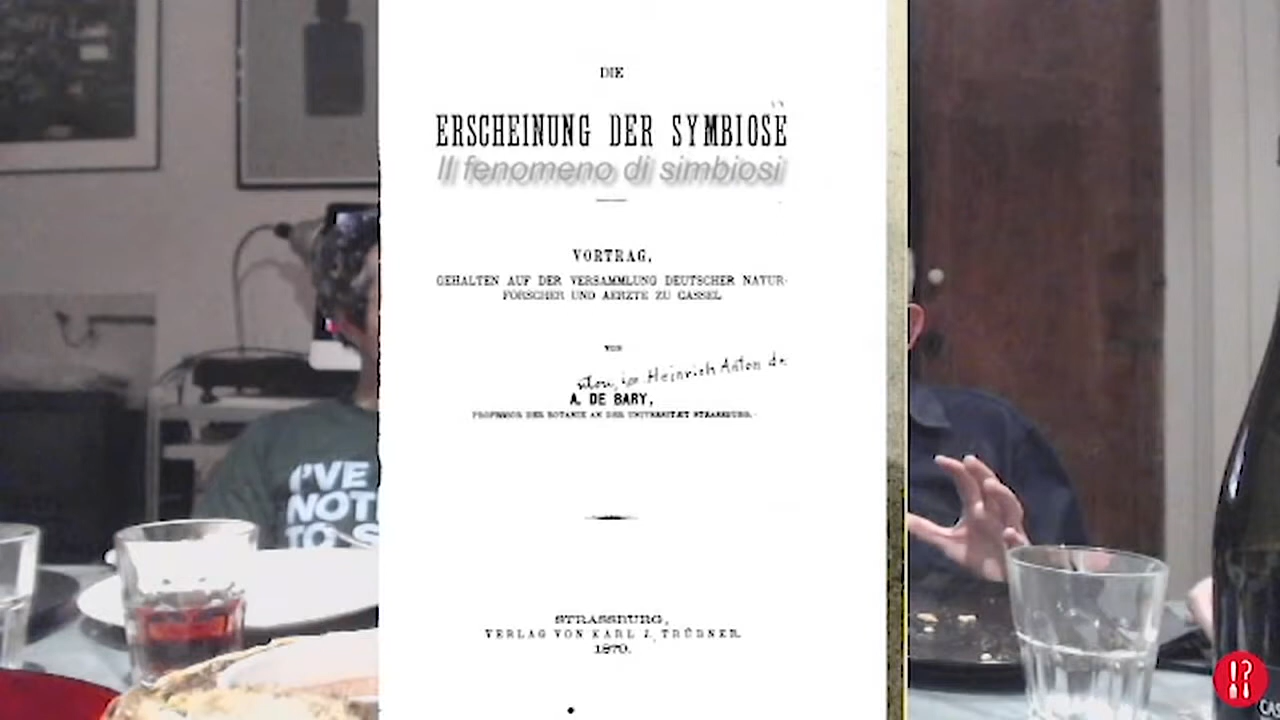 DIE
ERSCHEINUNG DER SYMBIOSE
Il fenomeno di simbiosi
VORTRAG,
GEHALTEN AUF DER VERSAMMLUNG DEUTSCHER NATUR-
FORSCHER UND AERZTE ZU CASSEL
VON
Heinrich Anton de
A. DE BARY,
PROFESSOR DER BOTANIK AN DER UNIVERSITÆT STRASSBURG.
STRASSBURG,
VERLAG VON KARL J. TRÜBNER.
I'VE
NOT
TO S
!?